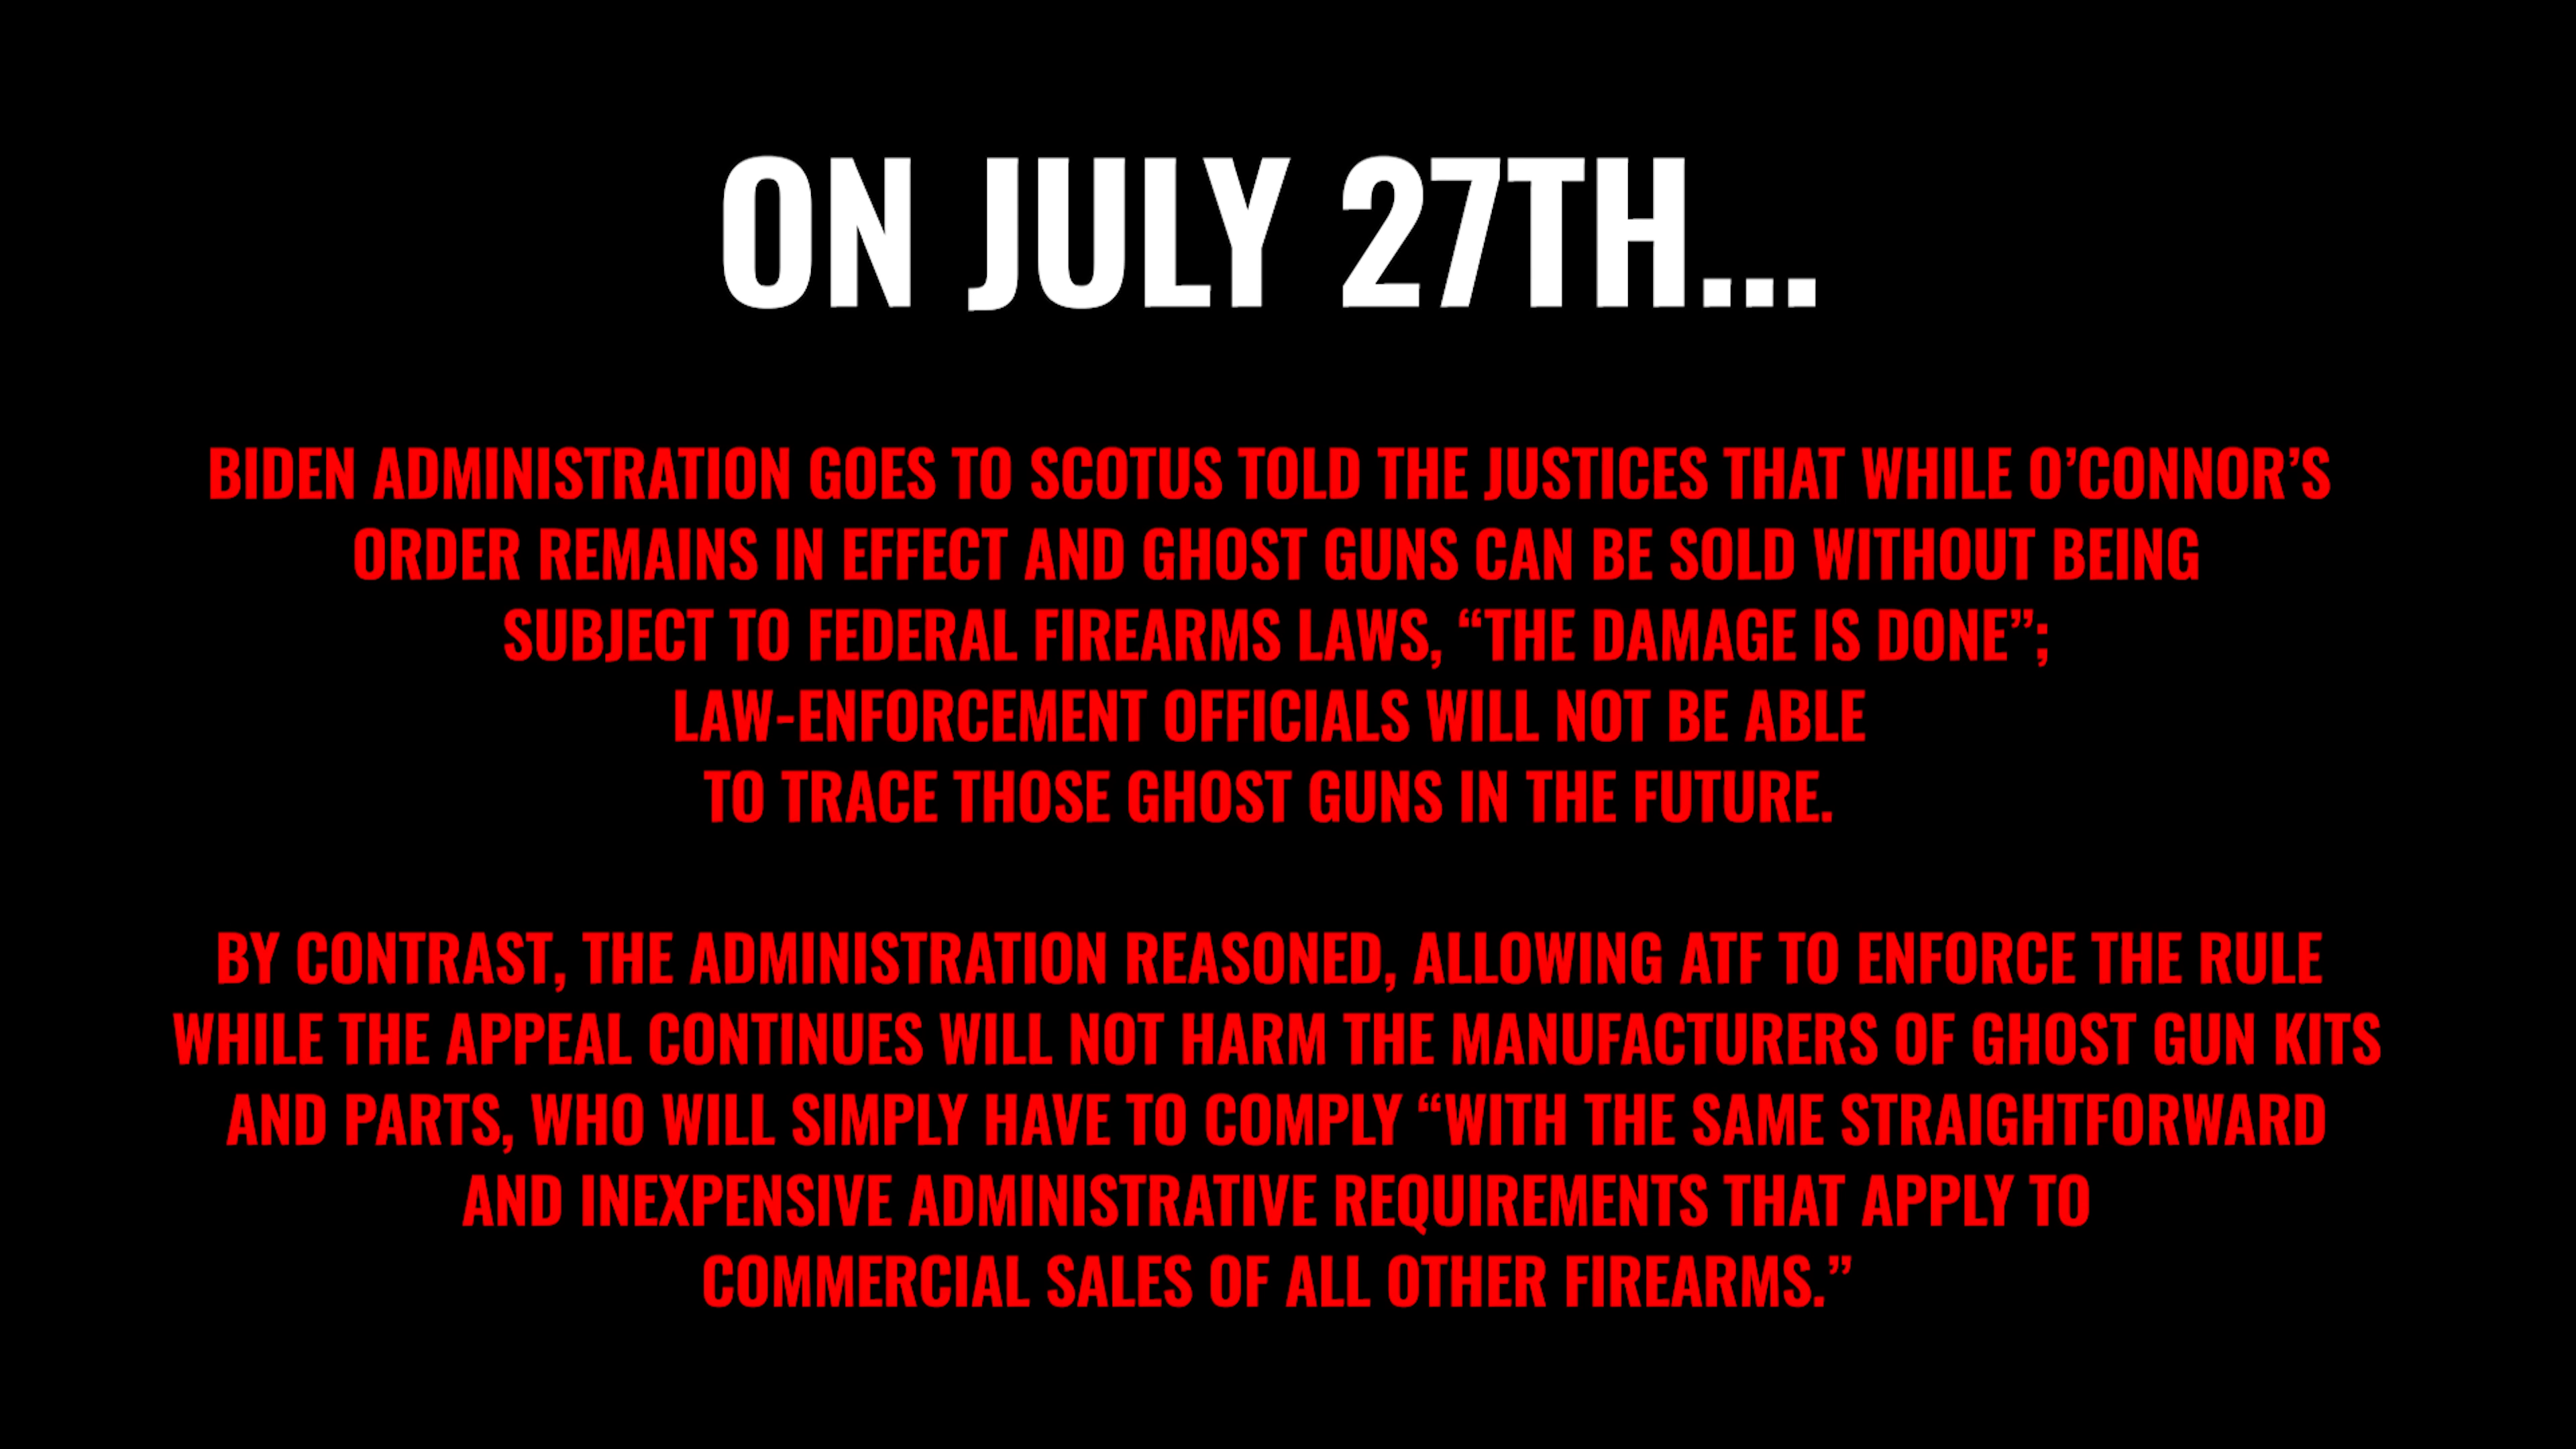 ON JULY 27TH...
BIDEN ADMINISTRATION GOES TO SCOTUS TOLD THE JUSTICES THAT WHILE O’CONNOR’S
ORDER REMAINS IN EFFECT AND GHOST GUNS CAN BE SOLD WITHOUT BEING
SUBJECT TO FEDERAL FIREARMS LAWS, “THE DAMAGE IS DONE”;
LAW-ENFORCEMENT OFFICIALS WILL NOT BE ABLE
TO TRACE THOSE GHOST GUNS IN THE FUTURE.
BY CONTRAST, THE ADMINISTRATION REASONED, ALLOWING ATF TO ENFORCE THE RULE
WHILE THE APPEAL CONTINUES WILL NOT HARM THE MANUFACTURERS OF GHOST GUN KITS
AND PARTS, WHO WILL SIMPLY HAVE TO COMPLY “WITH THE SAME STRAIGHTFORWARD
AND INEXPENSIVE ADMINISTRATIVE REQUIREMENTS THAT APPLY TO
COMMERCIAL SALES OF ALL OTHER FIREARMS.”